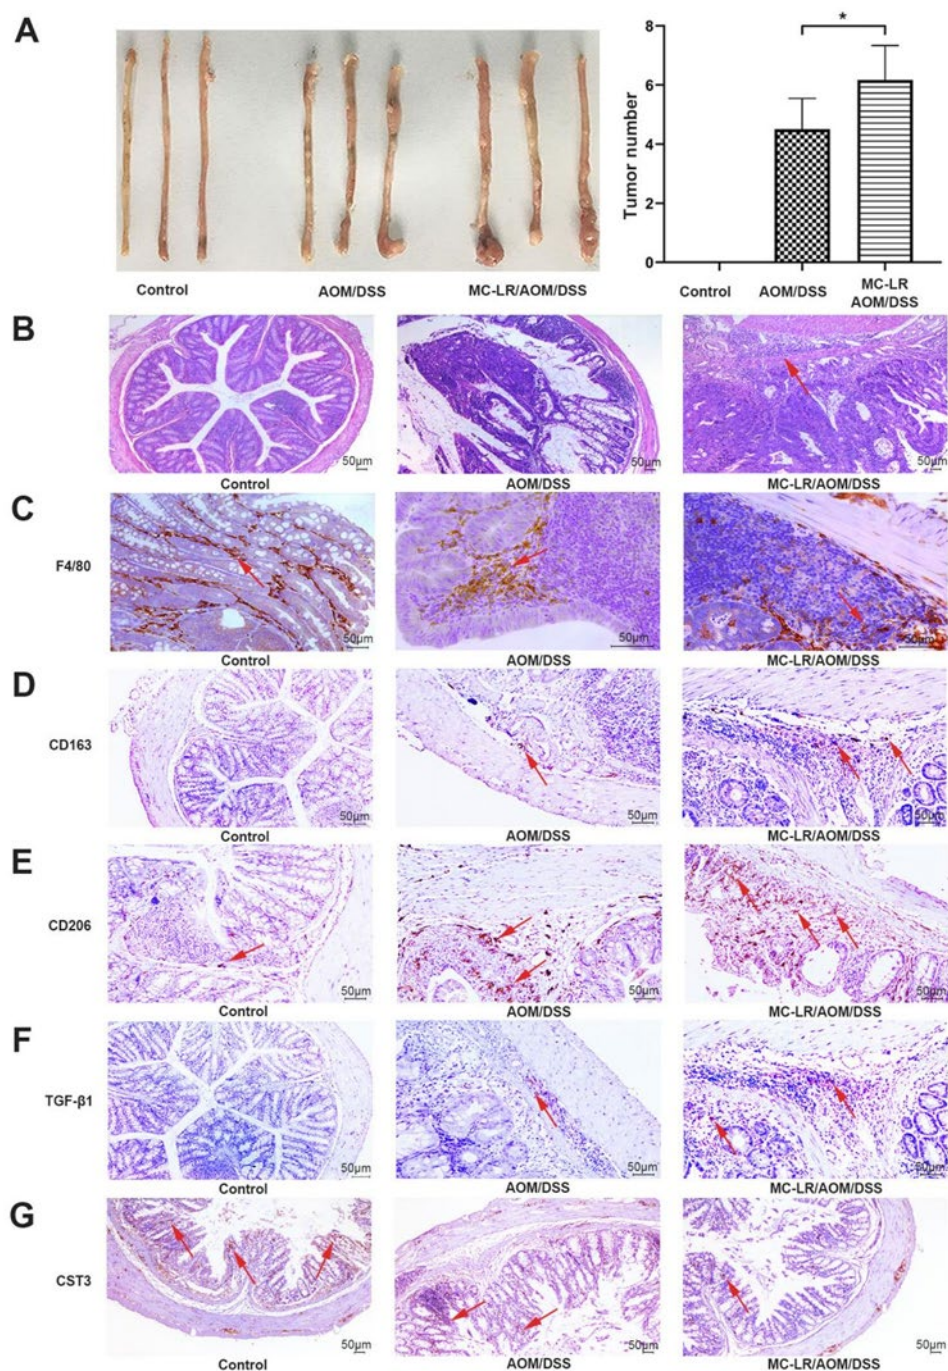 A
Control
AOM/DSS
MC-LR/AOM/DSS
Tumor number
8
6
4
2
0
*
Control
AOM/DSS
MC-LR
AOM/DSS
B
50μm
50μm
50μm
Control
AOM/DSS
MC-LR/AOM/DSS
C
F4/80
50μm
50μm
50μm
Control
AOM/DSS
MC-LR/AOM/DSS
D
CD163
50μm
50μm
50μm
Control
AOM/DSS
MC-LR/AOM/DSS
E
CD206
50μm
50μm
50μm
Control
AOM/DSS
MC-LR/AOM/DSS
F
TGF-β1
50μm
50μm
50μm
Control
AOM/DSS
MC-LR/AOM/DSS
G
CST3
50μm
50μm
50μm
Control
AOM/DSS
MC-LR/AOM/DSS